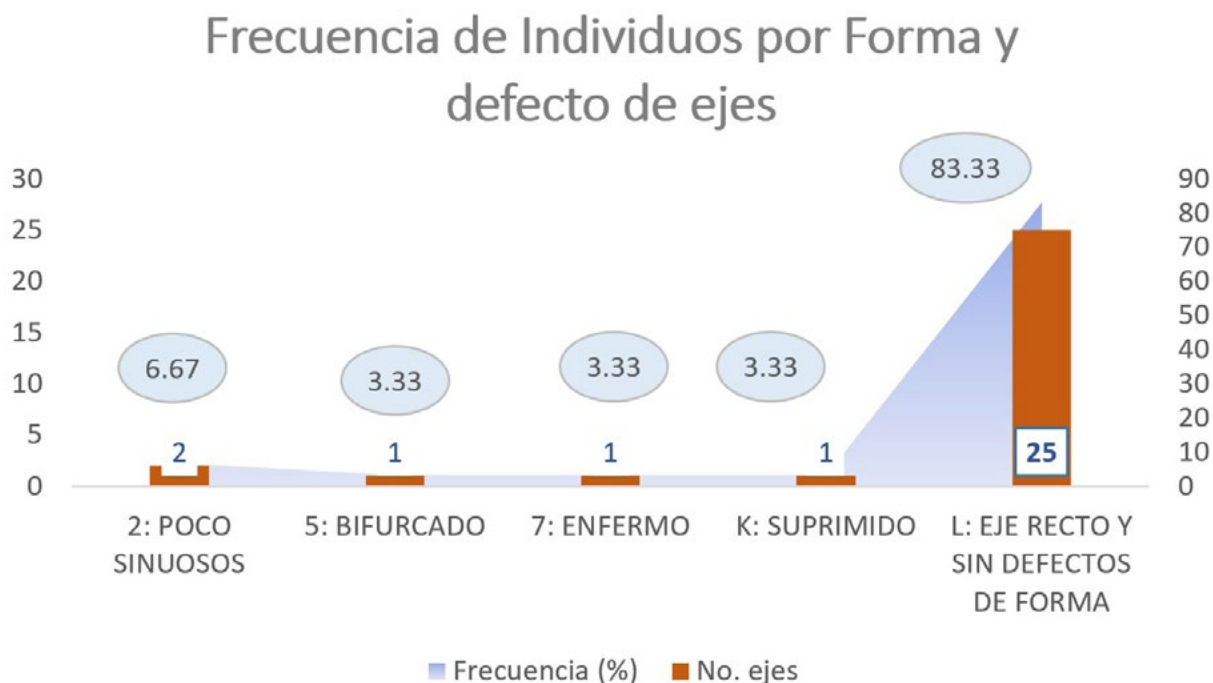 Frecuencia de Individuos por Forma y
defecto de ejes
83.33
30
25
20
15
10
5
0
90
80
70
60
50
40
30
20
10
0
6.67
3.33
3.33
3.33
2
1
1
1
25
2: POCO
SINUOSOS
5: BIFURCADO
7: ENFERMO
K: SUPRIMIDO
L: EJE RECTO Y
SIN DEFECTOS
DE FORMA
Frecuencia (%)
No. ejes